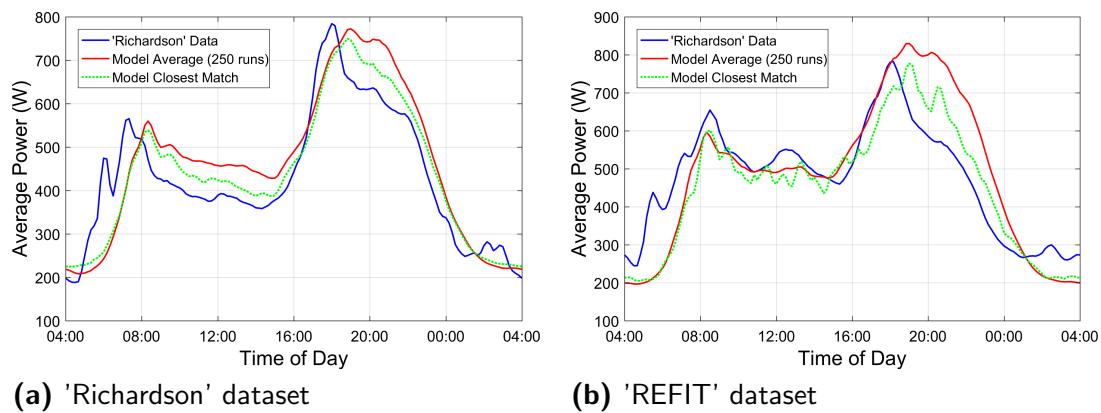 800
700
600
500
400
300
200
100
Average Power (W)
'Richardson' Data
Model Average (250 runs)
Model Closest Match
04:00 08:00 12:00 16:00 20:00 00:00 04:00
Time of Day
(a) 'Richardson' dataset
900
800
700
600
500
400
300
200
100
Average Power (W)
'Richardson' Data
Model Average (250 runs)
Model Closest Match
04:00 08:00 12:00 16:00 20:00 00:00 04:00
Time of Day
(b) 'REFIT' dataset